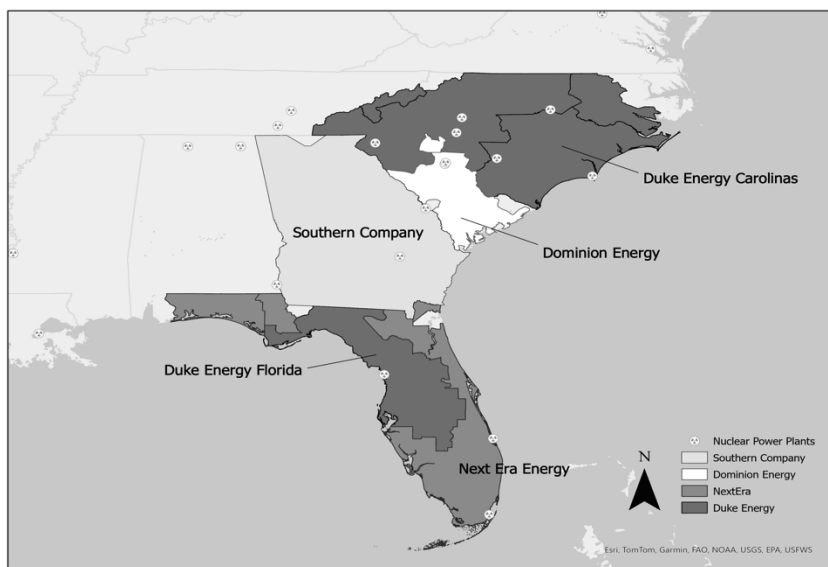 Duke Energy Carolinas
Southern Company
Dominion Energy
Duke Energy Florida
Next Era Energy
N
Nuclear Power Plants
Southern Company
Dominion Energy
NextEra
Duke Energy
Esri, TomTom, Garmin, FAO, NOAA, USGS, EPA, USFWS